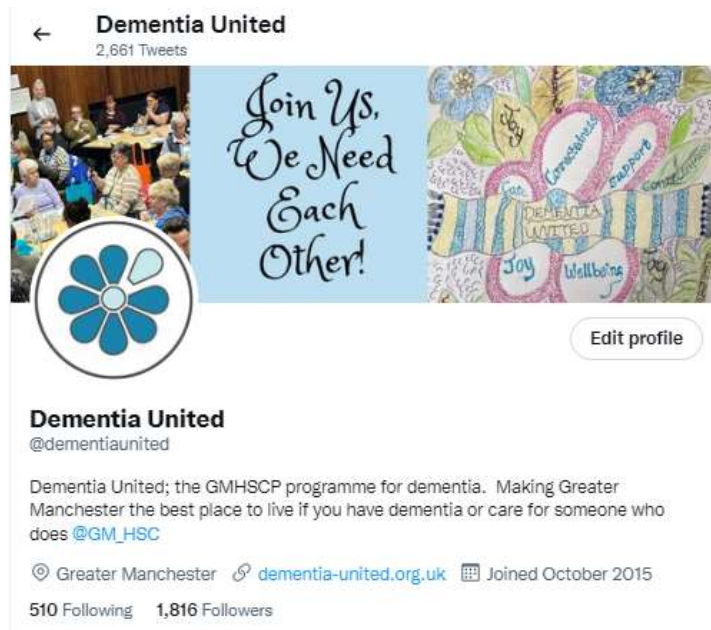 Dementia United
2,661 Tweets
Join Us,
We Need
Each
Other!
Joy
Connectedness
Support
Fun
DEMENTIA
UNITED
Joy
Wellbeing
Joy
Edit profile
Dementia United
@dementiaunited
Dementia United; the GMHSCP programme for dementia. Making Greater
Manchester the best place to live if you have dementia or care for someone who
does @GM_HSC
Greater Manchester dementia-united.org.uk Joined October 2015
510 Following 1,816 Followers